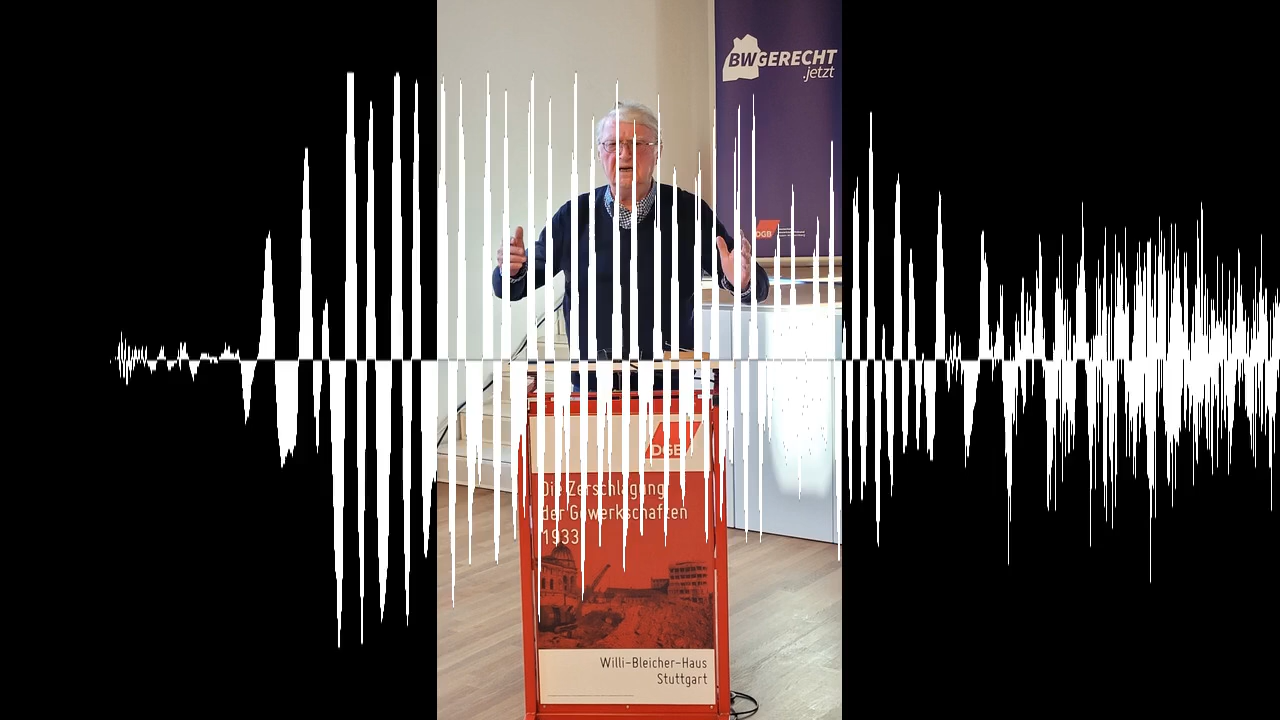 BWGERECHT
.jetzt
DGB
DGB
Die Zerschlagung
der Gewerkschaften
1933
Willi-Bleicher-Haus
Stuttgart